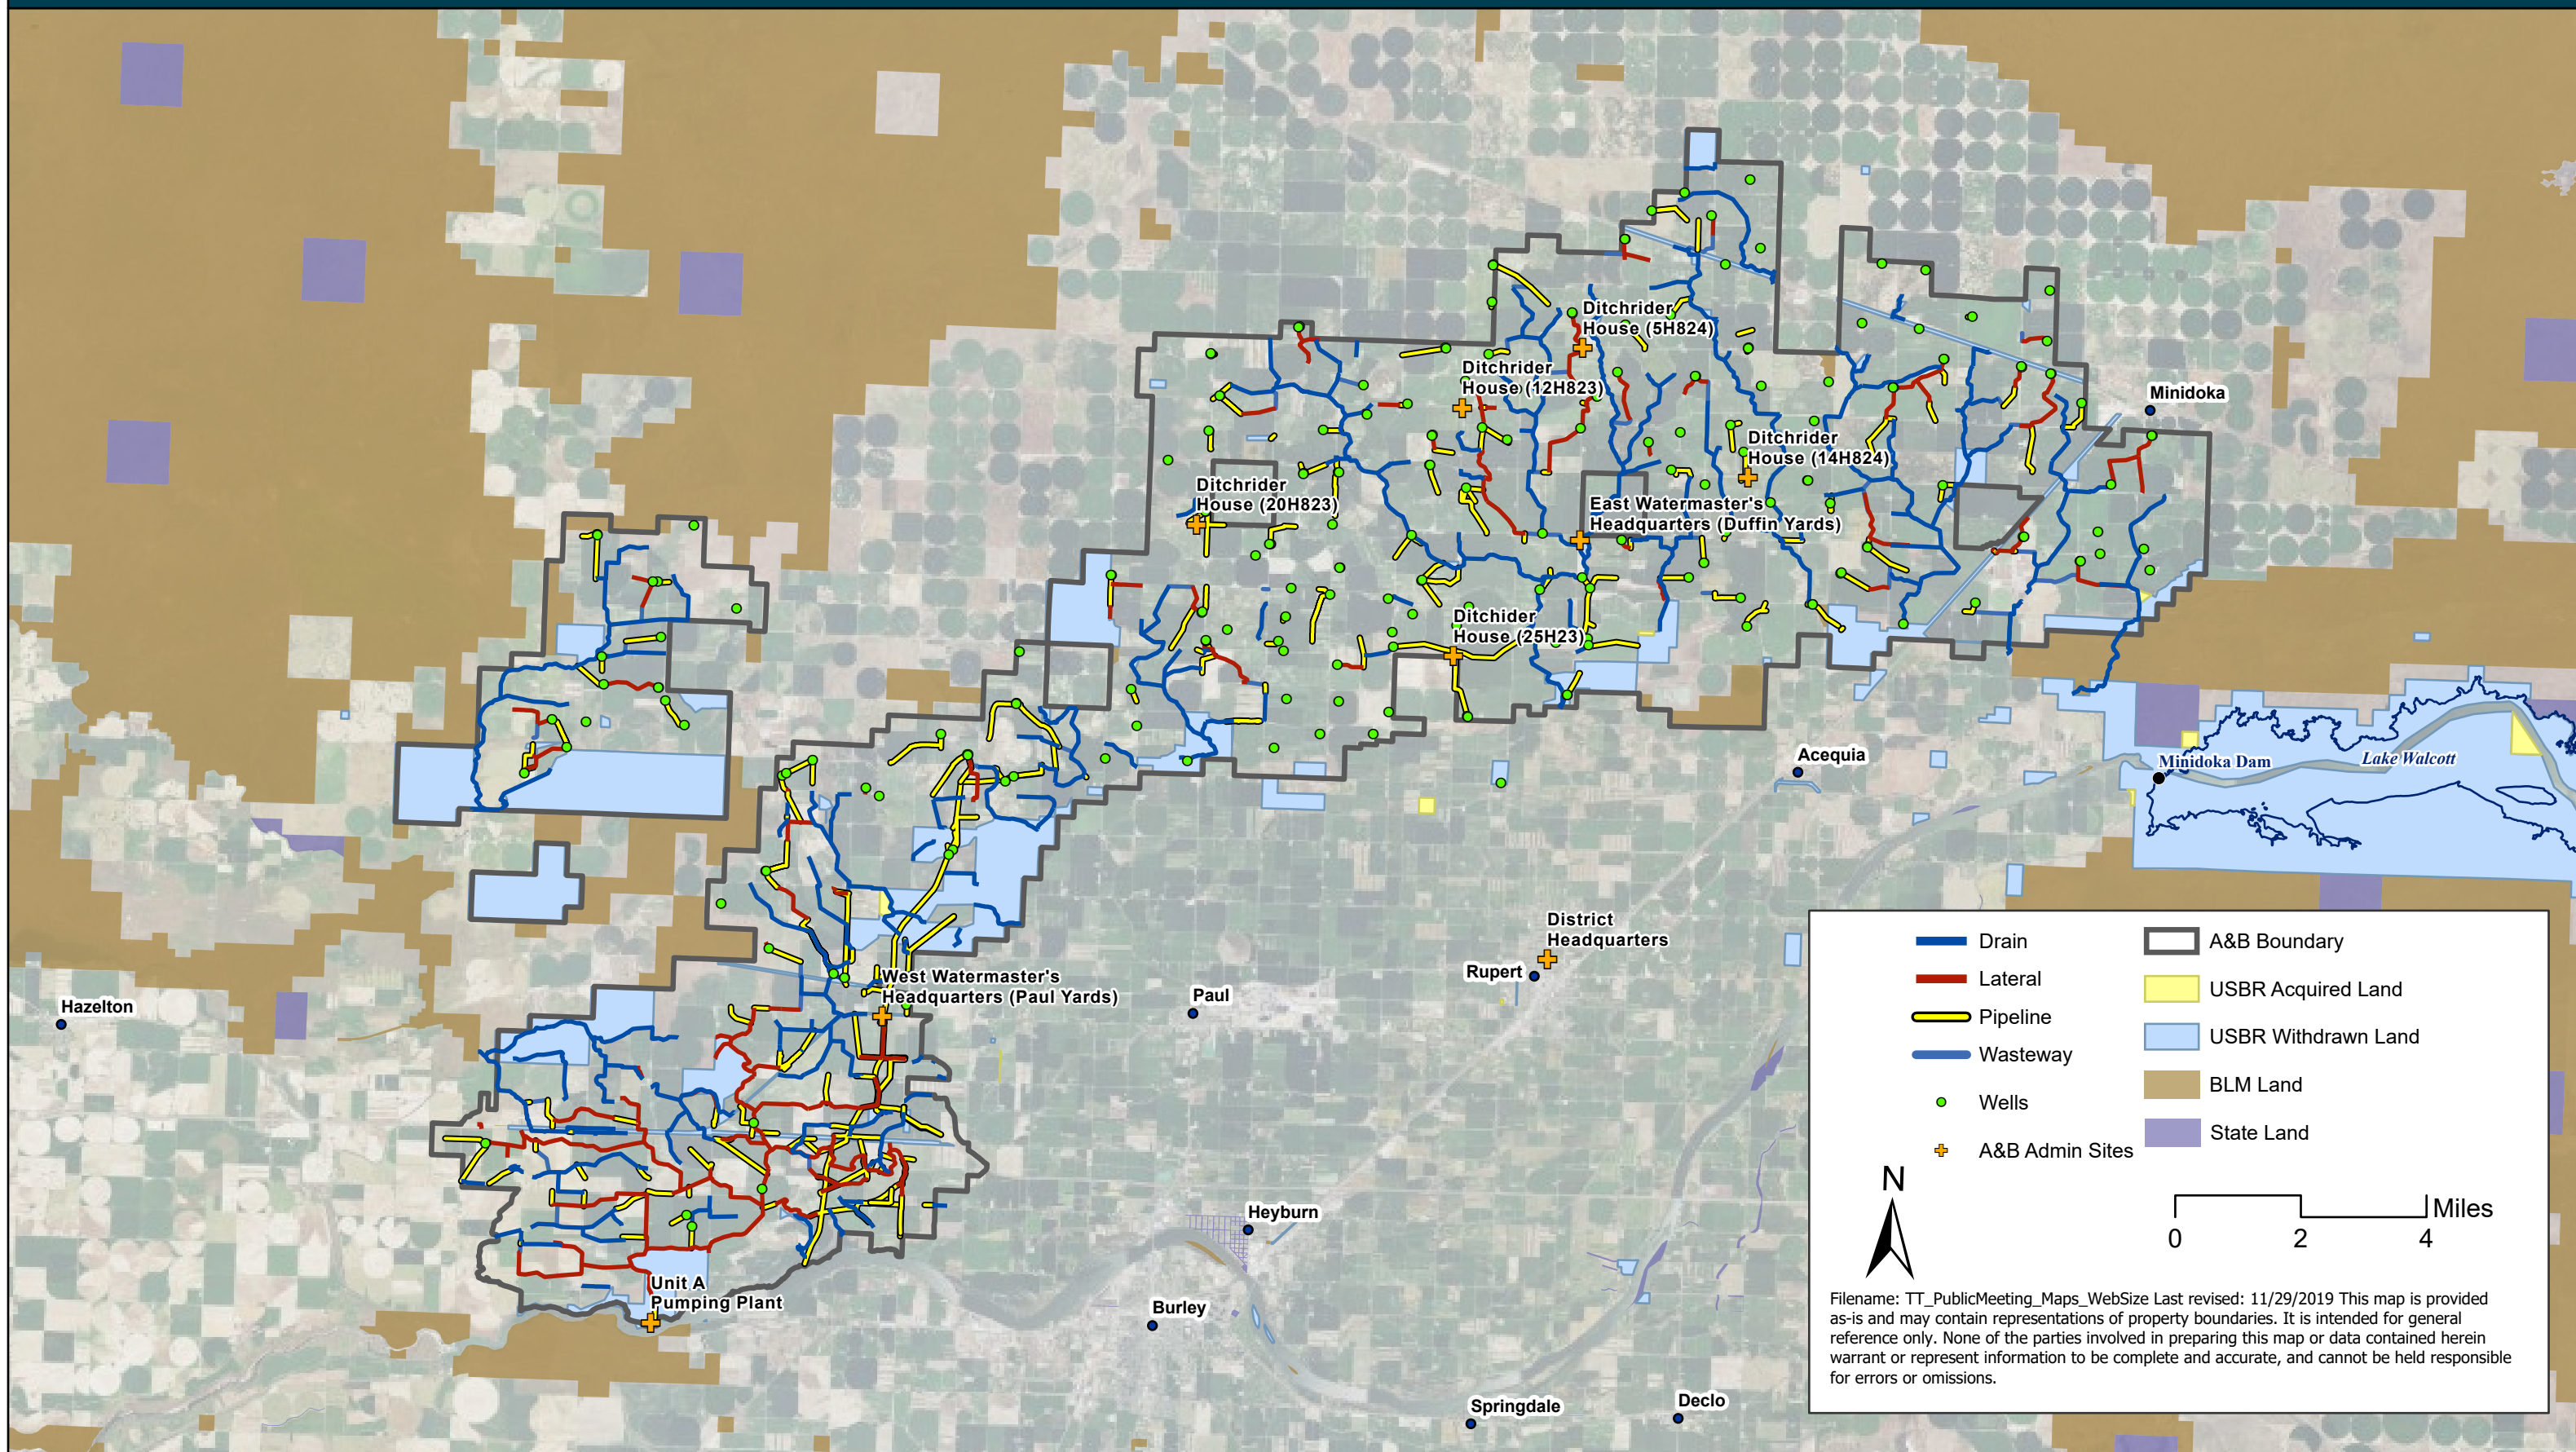 Ditchrider
House (5H824)
Ditchrider
House (12H823)
Minidoka
Ditchrider
House (14H824)
Ditchrider
House (20H823)
East Watermaster's
Headquarters (Duffin Yards)
Ditchider
House (25H23)
Acequia
Minidoka Dam
Lake Walcott
District
Headquarters
Rupert
West Watermaster's
Headquarters (Paul Yards)
Paul
Hazelton
Heyburn
Unit A
Pumping Plant
Burley
Springdale
Declo
Drain
Lateral
Pipeline
Wasteway
Wells
A&B Admin Sites
A&B Boundary
USBR Acquired Land
USBR Withdrawn Land
BLM Land
State Land
N
Miles
0 2 4
Filename: TT_PublicMeeting_Maps_WebSize Last revised: 11/29/2019 This map is provided
as-is and may contain representations of property boundaries. It is intended for general
reference only. None of the parties involved in preparing this map or data contained herein
warrant or represent information to be complete and accurate, and cannot be held responsible
for errors or omissions.